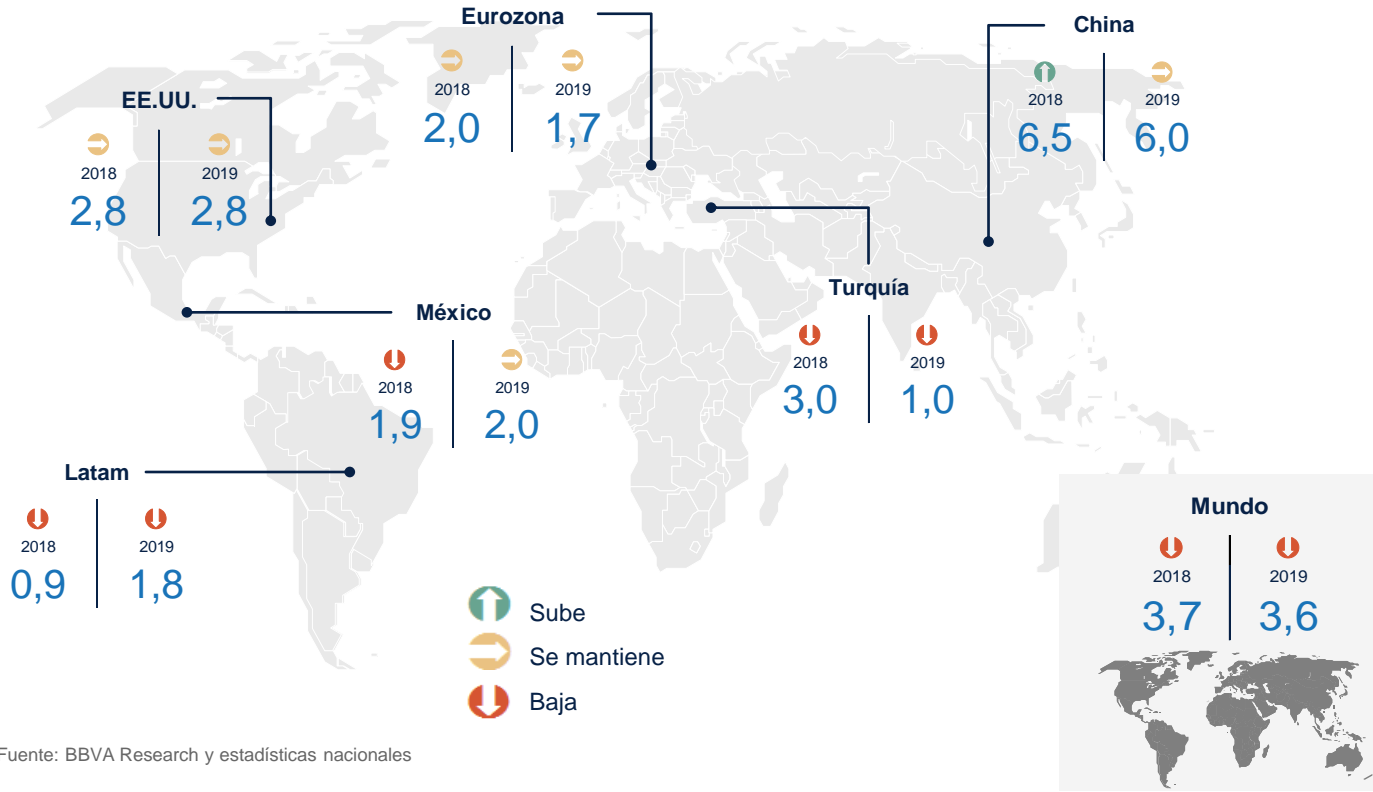 Eurozona
2018 2019
2,0 1,7
China
2018 2019
6,5 6,0
EE.UU.
2018 2019
2,8 2,8
Turquía
2018 2019
3,0 1,0
México
2018 2019
1,9 2,0
Latam
2018 2019
0,9 1,8
Mundo
2018 2019
3,7 3,6
Sube
Se mantiene
Baja
Fuente: BBVA Research y estadísticas nacionales